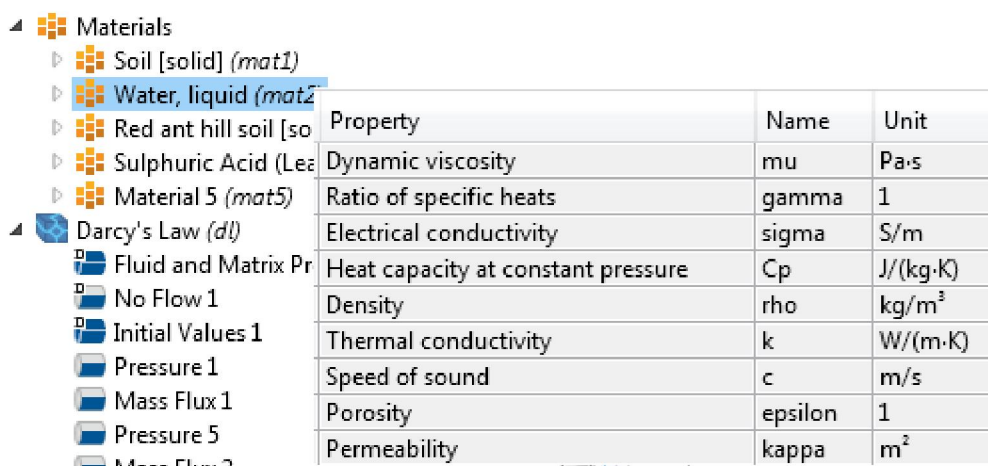 Materials
Soil [solid] (mat1)
Water, liquid (mat2
Red ant hill soil [so
Sulphuric Acid (Lea
Material 5 (mat5)
Darcy's Law (dl)
Fluid and Matrix Pr
No Flow 1
Initial Values 1
Pressure 1
Mass Flux 1
Pressure 5
Property Name Unit
Dynamic viscosity mu Pa·s
Ratio of specific heats gamma 1
Electrical conductivity sigma S/m
Heat capacity at constant pressure Cp J/(kg·K)
Density rho kg/m³
Thermal conductivity k W/(m·K)
Speed of sound c m/s
Porosity epsilon 1
Permeability kappa m²